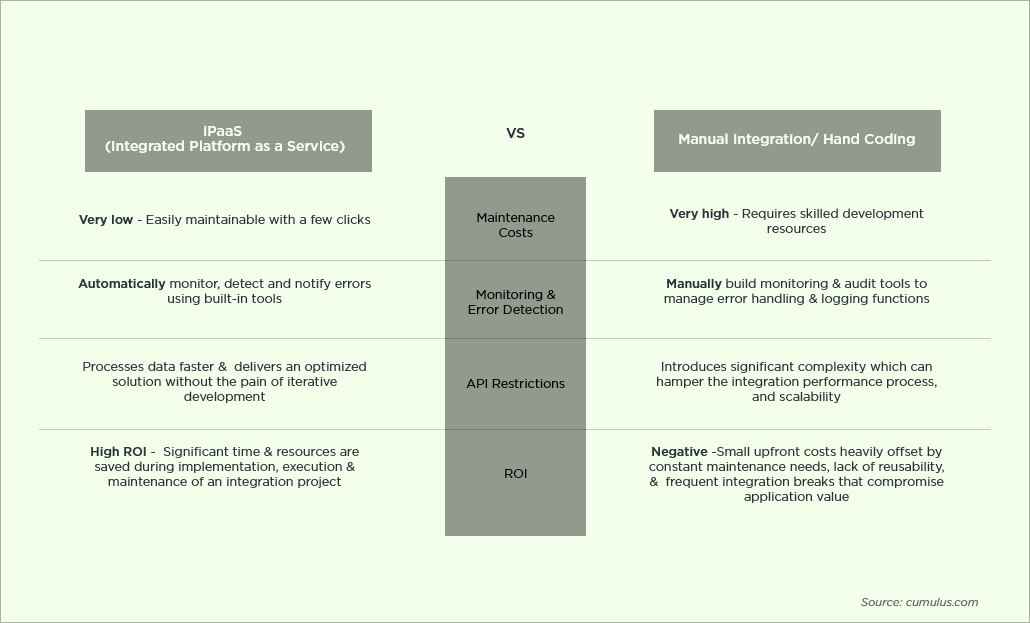 iPaaS
(Integrated Platform as a Service)
VS
Manual Integration/ Hand Coding
Very low - Easily maintainable with a few clicks
Maintenance
Costs
Very high - Requires skilled development
resources
Automatically monitor, detect and notify errors
using built-in tools
Monitoring &
Error Detection
Manually build monitoring & audit tools to
manage error handling & logging functions
Processes data faster &  delivers an optimized
solution without the pain of iterative
development
API Restrictions
Introduces significant complexity which can
hamper the integration performance process,
and scalability
High ROI -  Significant time & resources are
saved during implementation, execution &
maintenance of an integration project
ROI
Negative -Small upfront costs heavily offset by
constant maintenance needs, lack of reusability,
&  frequent integration breaks that compromise
application value
Source: cumulus.com